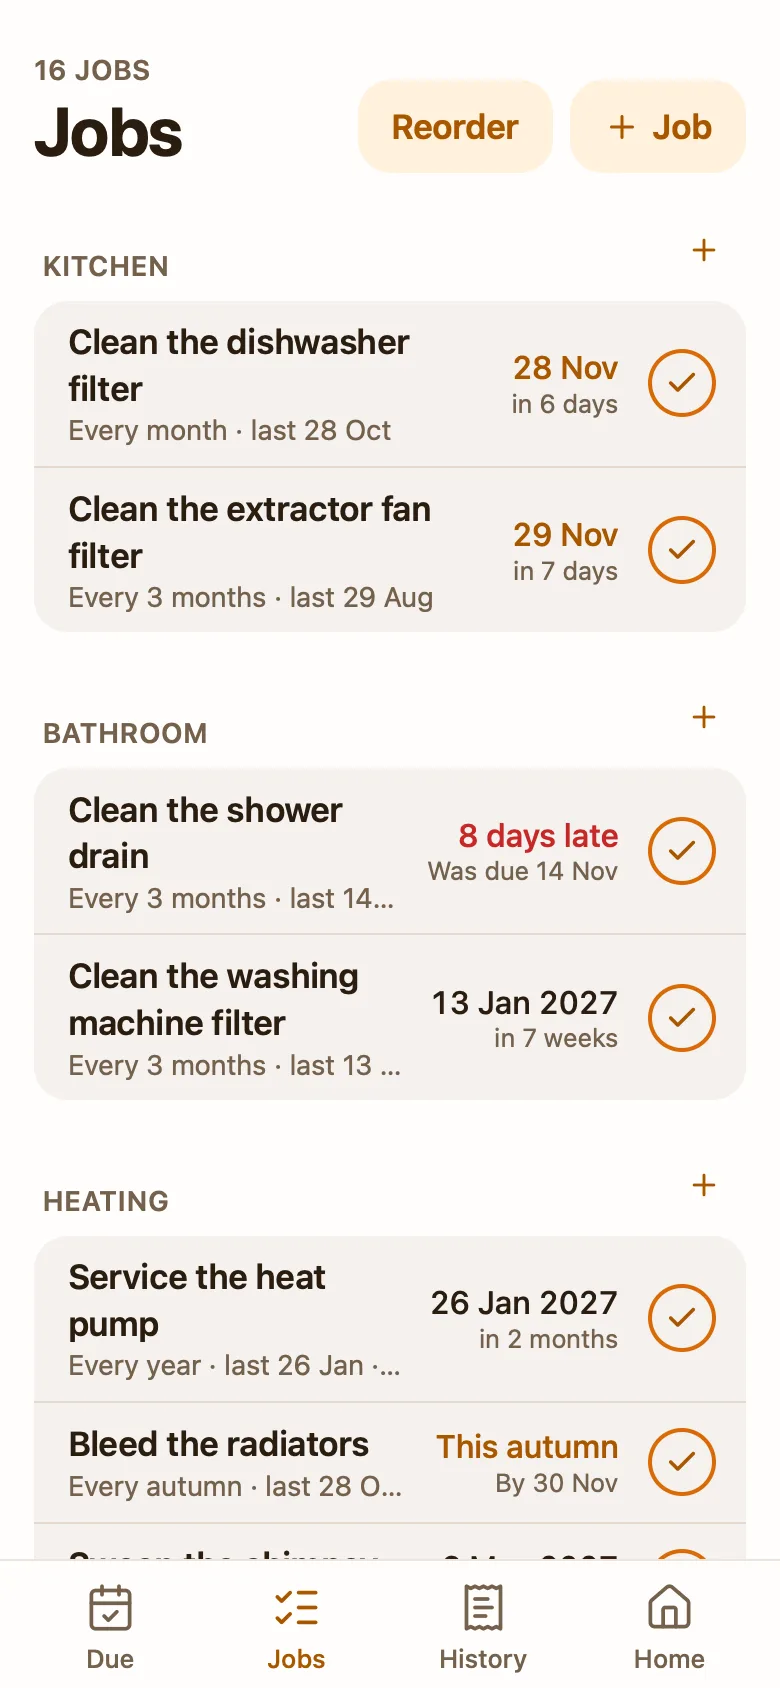 16 JOBS
Jobs
Reorder
+ Job
KITCHEN
+
Clean the dishwasher
filter
Every month · last 28 Oct
28 Nov
in 6 days
Clean the extractor fan
filter
Every 3 months · last 29 Aug
29 Nov
in 7 days
BATHROOM
+
Clean the shower
drain
Every 3 months · last 14...
8 days late
Was due 14 Nov
Clean the washing
machine filter
Every 3 months · last 13 ...
13 Jan 2027
in 7 weeks
HEATING
+
Service the heat
pump
Every year · last 26 Jan ·...
26 Jan 2027
in 2 months
Bleed the radiators
Every autumn · last 28 O...
This autumn
By 30 Nov
Sweep the chimney
Due
Jobs
History
Home